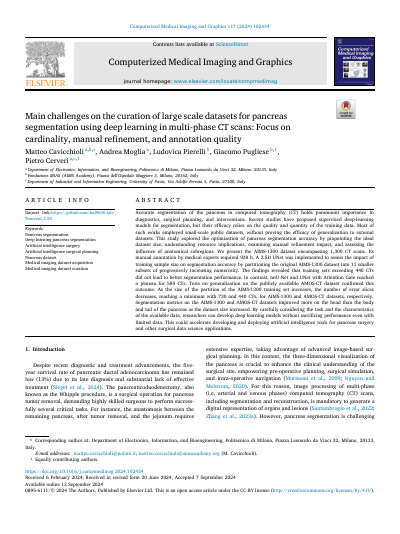 Computerized Medical Imaging and Graphics 117 (2024) 102434
Contents lists available at ScienceDirect
Computerized Medical Imaging and Graphics
journal homepage: www.elsevier.com/locate/compmedimag
ELSEVIER
Main challenges on the curation of large scale datasets for pancreas
segmentation using deep learning in multi-phase CT scans: Focus on
cardinality, manual refinement, and annotation quality
Matteo Cavicchioli a,b,*, Andrea Moglia a, Ludovica Pierelli b, Giacomo Pugliese b,1,
Pietro Cerveri a,c,1
a Department of Electronics, Information, and Bioengineering, Politecnico di Milano, Piazza Leonardo da Vinci 32, Milano, 20133, Italy
b Fondazione MIAS (AIMS Academy), Piazza dell'Ospedale Maggiore 3, Milano, 20162, Italy
c Department of Industrial and Information Engineering, University of Pavia, Via Adolfo Ferrata 5, Pavia, 27100, Italy
ARTICLE INFO
Keywords:
Pancreas segmentation
Deep learning pancreas segmentation
Artificial intelligence surgery
Artificial intelligence surgical planning
Pancreas dataset
Medical imaging dataset acquisition
Medical imaging dataset curation
ABSTRACT
Accurate segmentation of the pancreas in computed tomography (CT) holds paramount importance in
diagnostics, surgical planning, and interventions. Recent studies have proposed supervised deep-learning
models for segmentation, but their efficacy relies on the quality and quantity of the training data. Most of
such works employed small-scale public datasets, without proving the efficacy of generalization to external
datasets. This study explored the optimization of pancreas segmentation accuracy by pinpointing the ideal
dataset size, understanding resource implications, examining manual refinement impact, and assessing the
influence of anatomical subregions. We present the AIMS-1300 dataset encompassing 1,300 CT scans. Its
manual annotation by medical experts required 938 h. A 2.5D UNet was implemented to assess the impact of
training sample size on segmentation accuracy by partitioning the original AIMS-1300 dataset into 11 smaller
subsets of progressively increasing numerosity. The findings revealed that training sets exceeding 440 CTs
did not lead to better segmentation performance. In contrast, nnU-Net and UNet with Attention Gate reached
a plateau for 585 CTs. Tests on generalization on the publicly available AMOS-CT dataset confirmed this
outcome. As the size of the partition of the AIMS-1300 training set increases, the number of error slices
decreases, reaching a minimum with 730 and 440 CTs, for AIMS-1300 and AMOS-CT datasets, respectively.
Segmentation metrics on the AIMS-1300 and AMOS-CT datasets improved more on the head than the body
and tail of the pancreas as the dataset size increased. By carefully considering the task and the characteristics
of the available data, researchers can develop deep learning models without sacrificing performance even with
limited data. This could accelerate developing and deploying artificial intelligence tools for pancreas surgery
and other surgical data science applications.
1. Introduction
Despite recent diagnostic and treatment advancements, the five-
year survival rate of pancreatic ductal adenocarcinoma has remained
low (13%) due to its late diagnosis and substantial lack of effective
treatment (Siegel et al., 2024). The pancreaticoduodenectomy, also
known as the Whipple procedure, is a surgical operation for pancreas
tumor removal, demanding highly skilled surgeons to perform success-
fully several critical tasks. For instance, the anastomosis between the
remaining pancreas, after tumor removal, and the jejunum requires
extensive expertise, taking advantage of advanced image-based sur-
gical planning. In this context, the three-dimensional visualization of
the pancreas is crucial to enhance the clinical understanding of the
surgical site, empowering pre-operative planning, surgical simulation,
and intra-operative navigation
For this reason, image processing of multi-phase
(i.e. arterial and venous phases) computed tomography (CT) scans,
including segmentation and reconstruction, is mandatory to generate a
digital representation of organs and lesions
However, pancreas segmentation is challenging
* Corresponding author at: Department of Electronics, Information, and Bioengineering, Politecnico di Milano, Piazza Leonardo da Vinci 32, Milano, 20133,
Italy.
E-mail addresses: matteo.cavicchioli@polimi.it, (M. Cavicchioli).
1 Equally contributing authors.
https://doi.org/10.1016/j.compmedimag.2024.102434
Received 6 February 2024; Received in revised form 20 June 2024; Accepted 7 September 2024
Available online 13 September 2024
0895-6111/© 2024 The Authors. Published by Elsevier Ltd. This is an open access article under the CC BY license (http://creativecommons.org/licenses/by/4.0/).